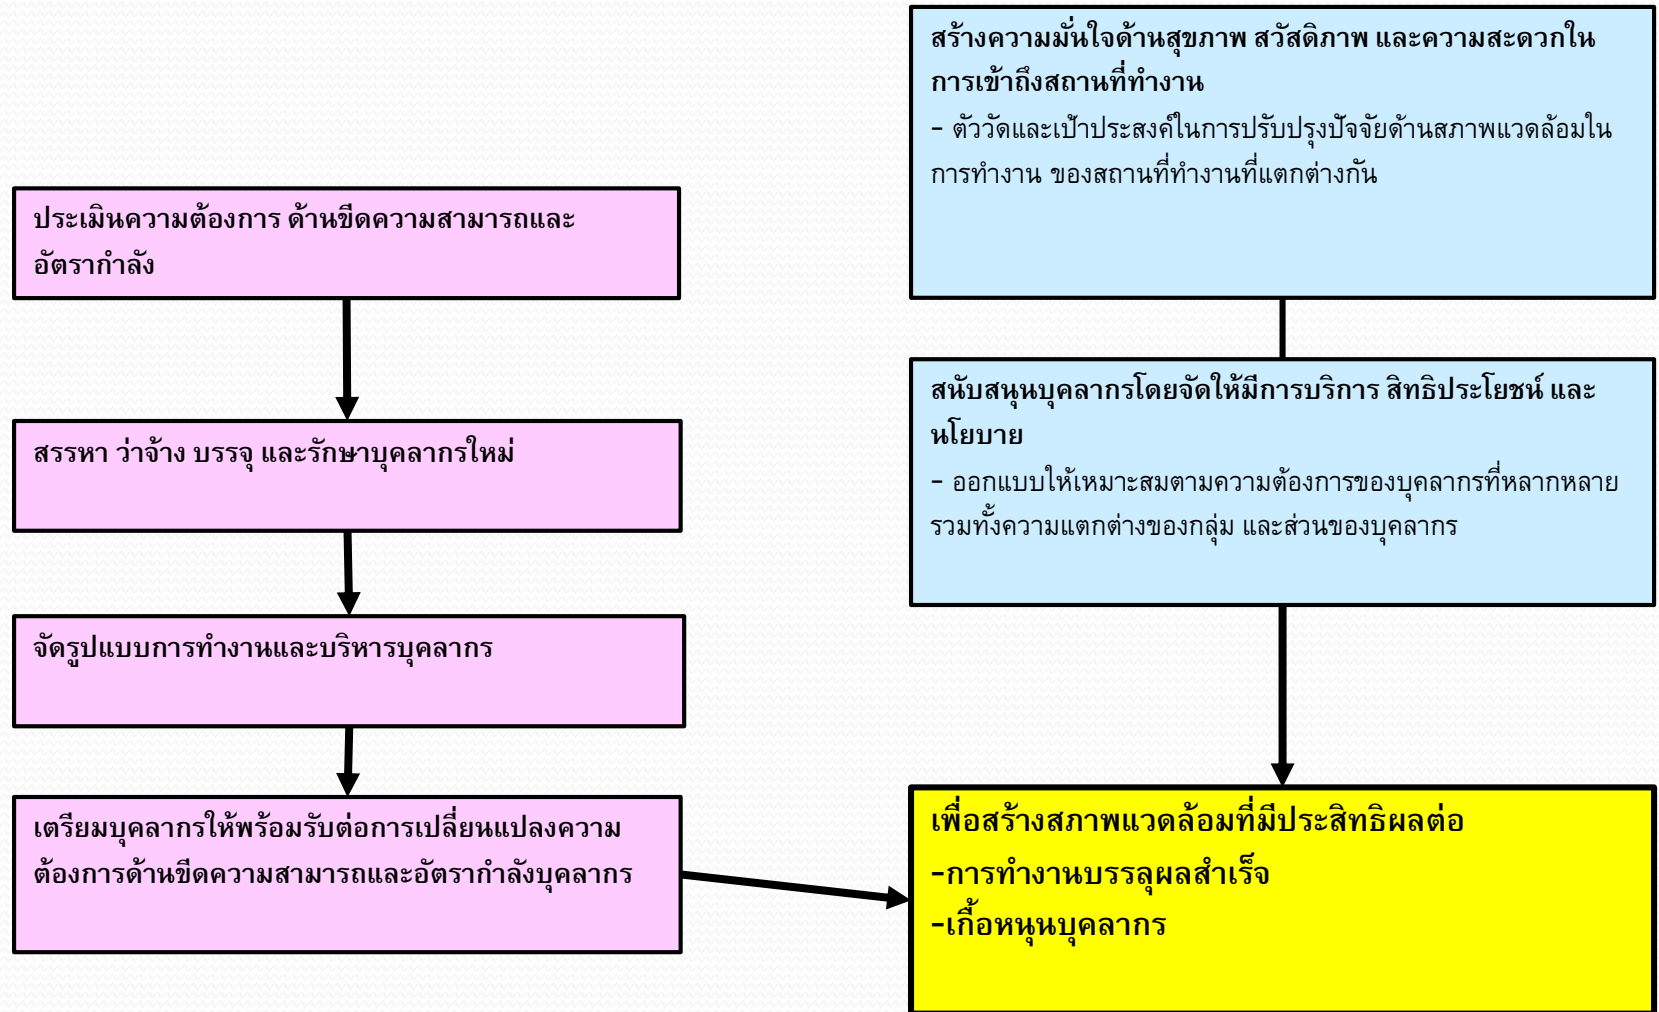 ประเมินความต้องการ ด้านขีดความสามารถและ
อัตรากำลัง
สรรหา ว่าจ้าง บรรจุ และรักษาบุคลากรใหม่
จัดรูปแบบการทำงานและบริหารบุคลากร
เตรียมบุคลากรให้พร้อมรับต่อการเปลี่ยนแปลงความ
ต้องการด้านขีดความสามารถและอัตรากำลังบุคลากร
สร้างความมั่นใจด้านสุขภาพ สวัสดิภาพ และความสะดวกใน
การเข้าถึงสถานที่ทำงาน
- ตัววัดและเป้าประสงค์ในการปรับปรุงปัจจัยด้านสภาพแวดล้อมใน
การทำงาน ของสถานที่ทำงานที่แตกต่างกัน
สนับสนุนบุคลากรโดยจัดให้มีการบริการ สิทธิประโยชน์ และ
นโยบาย
- ออกแบบให้เหมาะสมตามความต้องการของบุคลากรที่หลากหลาย
รวมทั้งความแตกต่างของกลุ่ม และส่วนของบุคลากร
เพื่อสร้างสภาพแวดล้อมที่มีประสิทธิผลต่อ
-การทำงานบรรลุผลสำเร็จ
-เกื้อหนุนบุคลากร